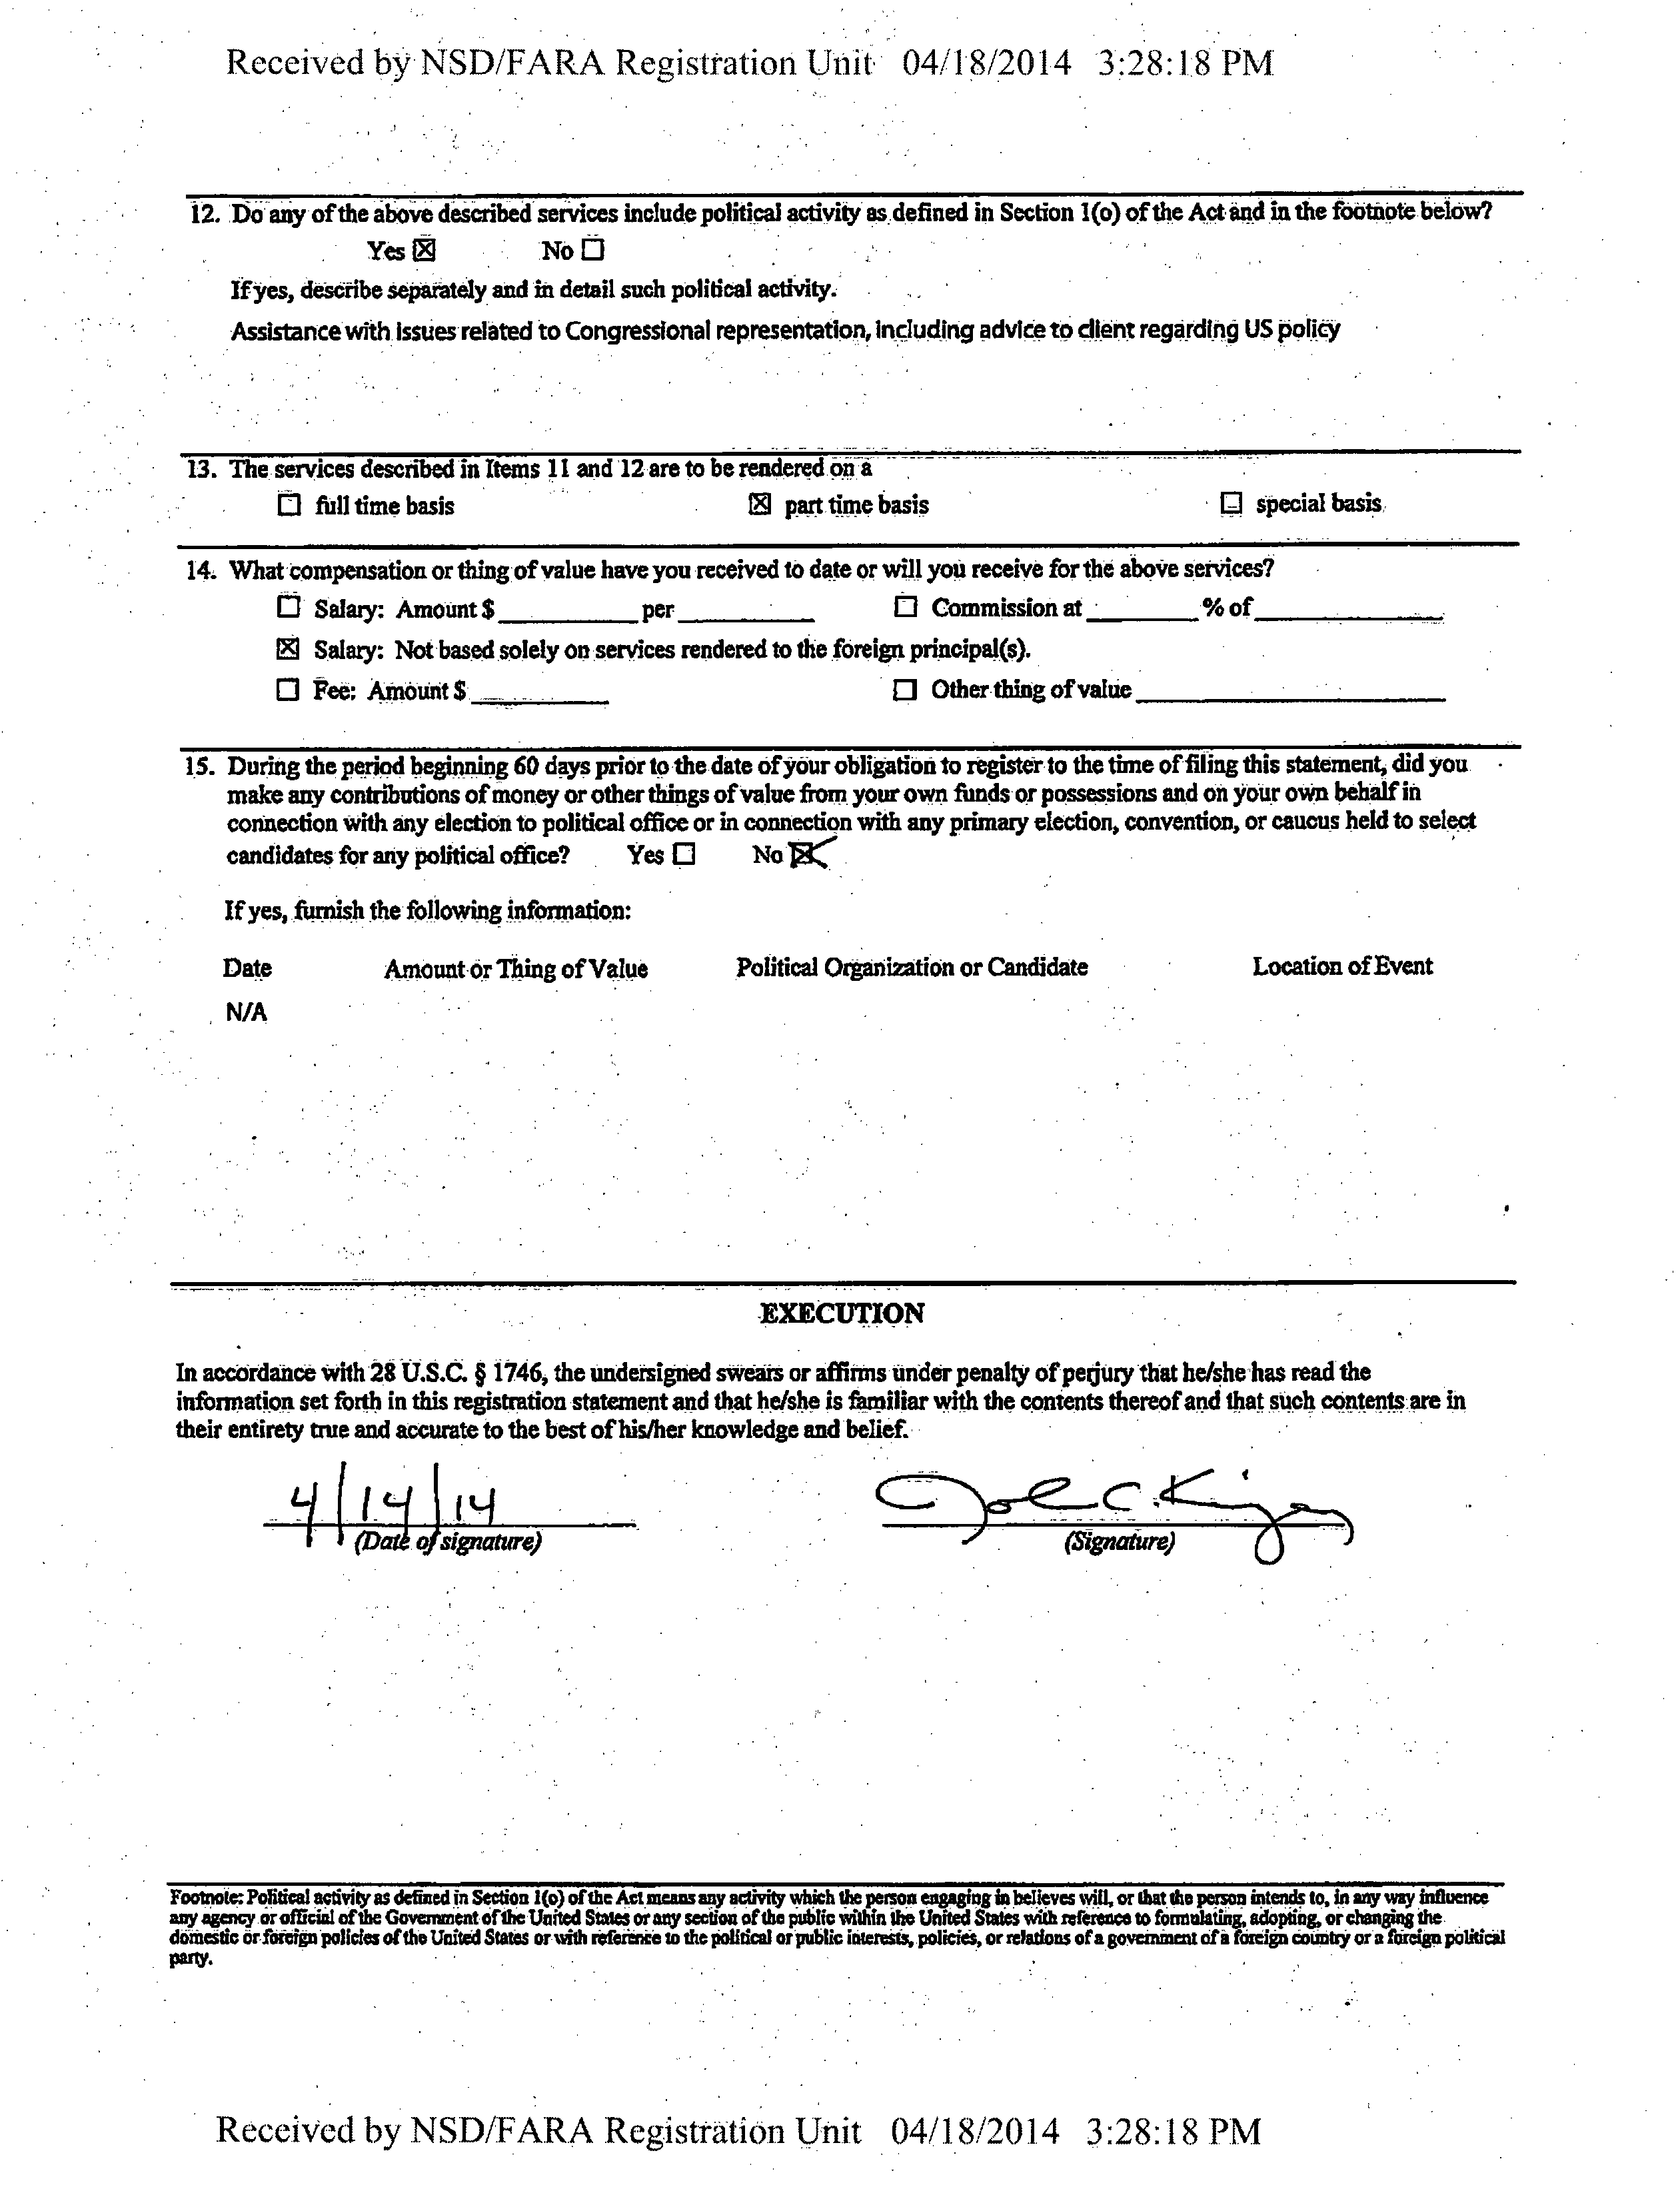 Received by NSD/FARA Registration Unit 04/18/2014 3:28:18 PM
12. Do any of the above described services include political activity as defined in Section 1(o) of the Act and in the footnote below?
Yes ☒ No ☐
If yes, describe separately and in detail such political activity.
Assistance with issues related to Congressional representation, including advice to client regarding US policy
13. The services described in Items 11 and 12 are to be rendered on a
☐ full time basis ☒ part time basis ☐ special basis
14. What compensation or thing of value have you received to date or will you receive for the above services?
☐ Salary: Amount $ ________ per ________ ☐ Commission at ________ % of ________
☒ Salary: Not based solely on services rendered to the foreign principal(s).
☐ Fee: Amount $ ________ ☐ Other thing of value ________
15. During the period beginning 60 days prior to the date of your obligation to register to the time of filing this statement, did you
make any contributions of money or other things of value from your own funds or possessions and on your own behalf in
connection with any election to political office or in connection with any primary election, convention, or caucus held to select
candidates for any political office? Yes ☐ No ☒
If yes, furnish the following information:
Date Amount or Thing of Value Political Organization or Candidate Location of Event
N/A
EXECUTION
In accordance with 28 U.S.C. § 1746, the undersigned swears or affirms under penalty of perjury that he/she has read the
information set forth in this registration statement and that he/she is familiar with the contents thereof and that such contents are in
their entirety true and accurate to the best of his/her knowledge and belief.
4/14/14
(Date of signature) (Signature)
Footnote: Political activity as defined in Section 1(o) of the Act means any activity which the person engaging in believes will, or that the person intends to, in any way influence
any agency or official of the Government of the United States or any section of the public within the United States with reference to formulating, adopting, or changing the
domestic or foreign policies of the United States or with reference to the political or public interests, policies, or relations of a government of a foreign country or a foreign political
party.
Received by NSD/FARA Registration Unit 04/18/2014 3:28:18 PM